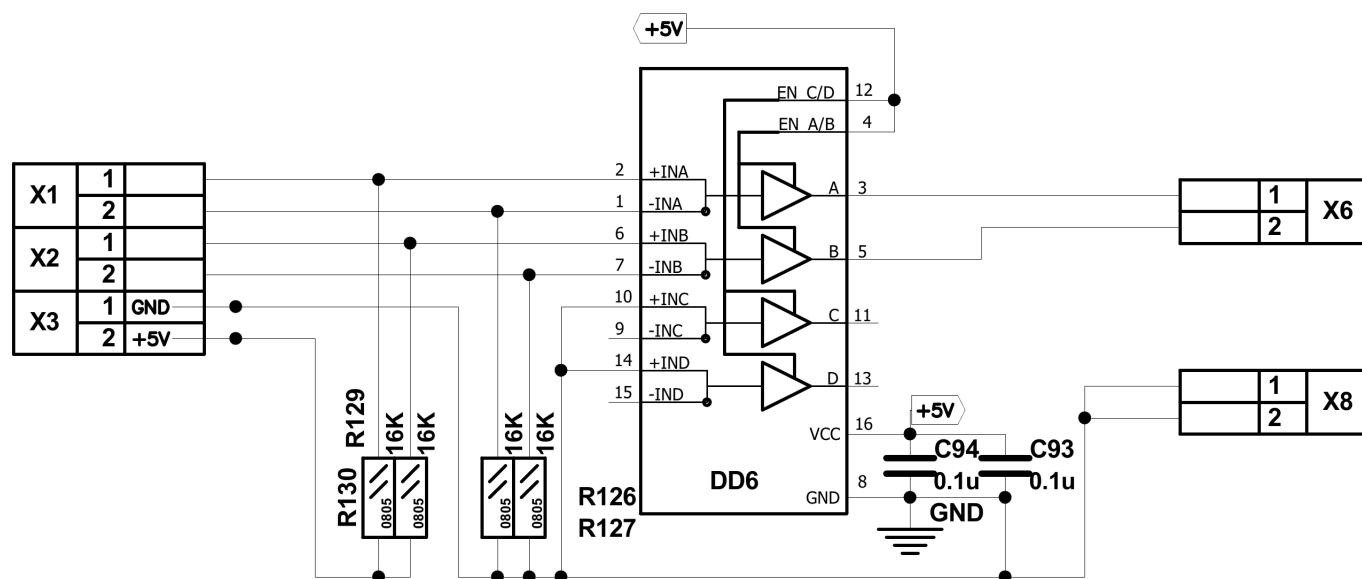 +5V
EN C/D 12
EN A/B 4
X1 1
2
X2 1
2
X3 1 GND
2 +5V
2 +INA
1 -INA
6 +INB
7 -INB
10 +INC
9 -INC
14 +IND
15 -IND
A 3
B 5
C 11
D 13
1
2
X6
1
2
X8
+5V
VCC 16
C94
0.1u
C93
0.1u
GND 8
GND
DD6
R129
R130
16K
16K
16K
16K
0805
0805
0805
0805
R126
R127